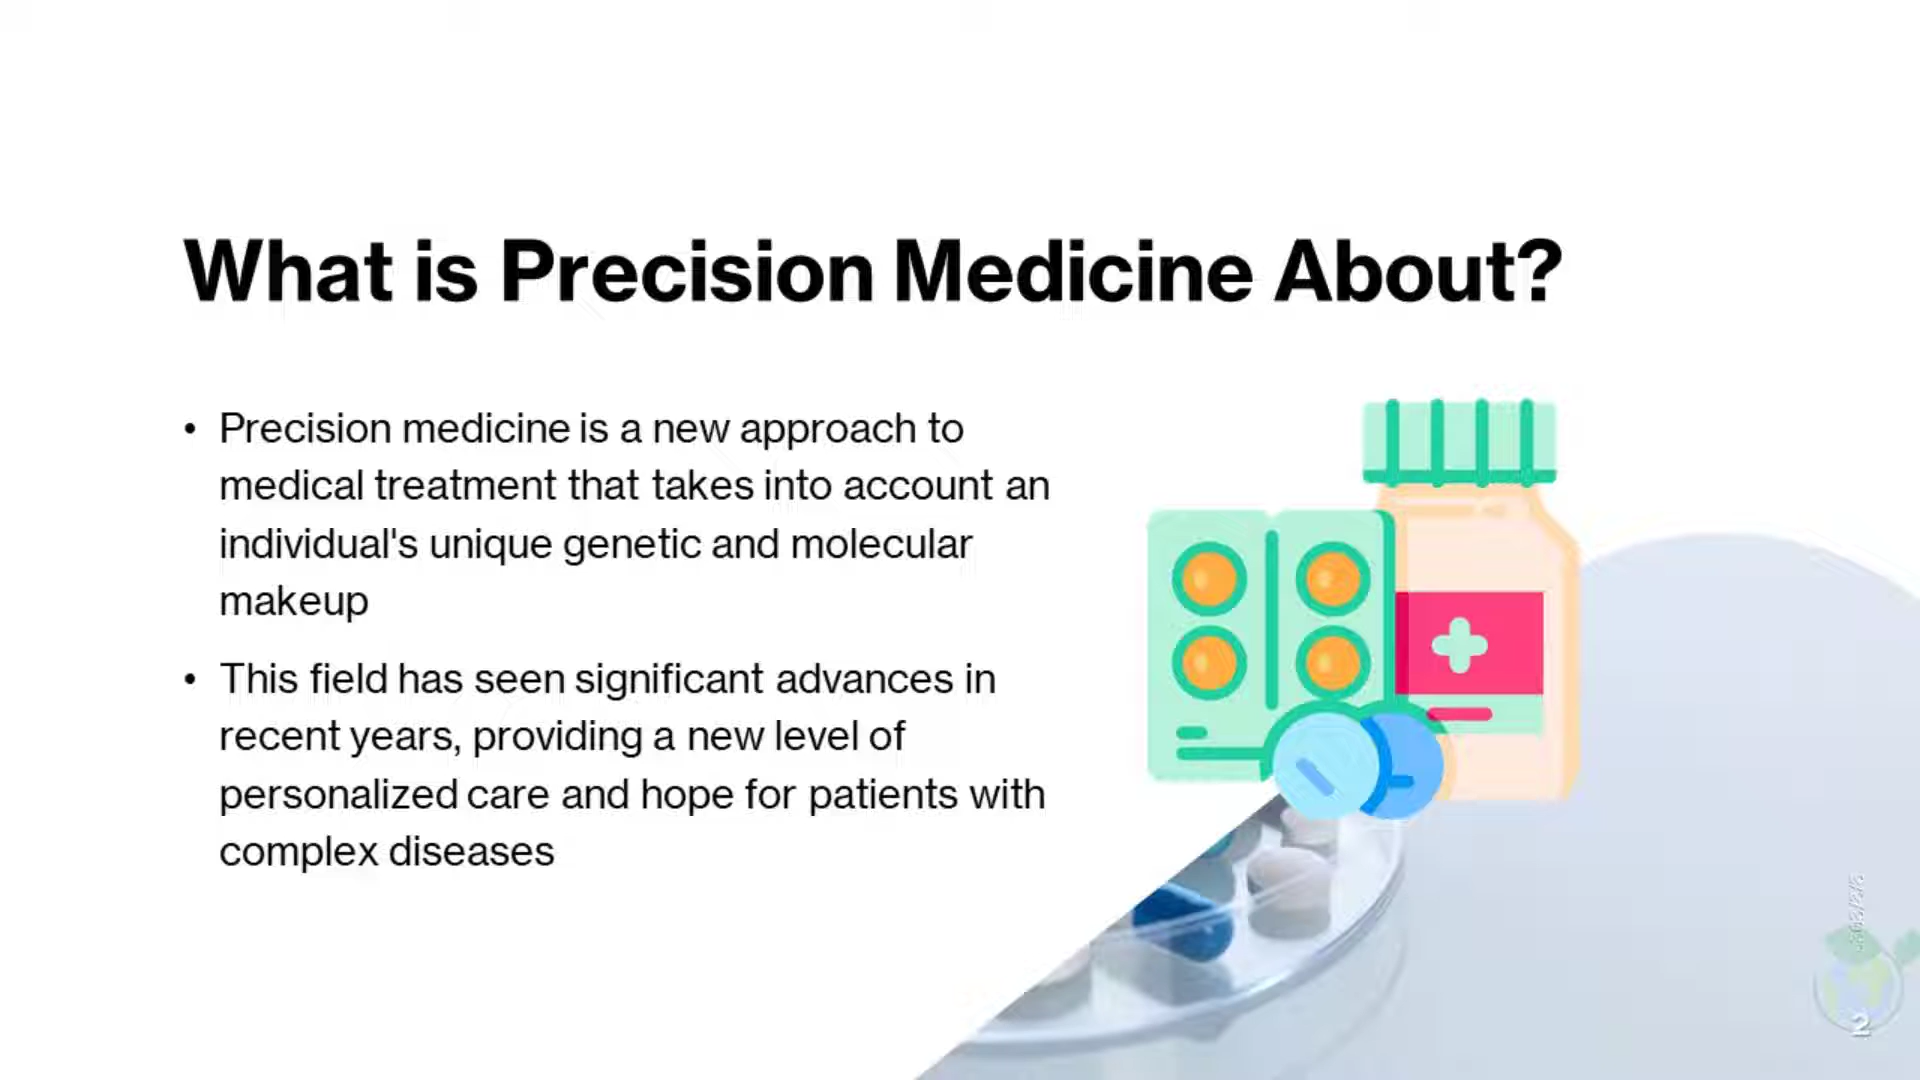 What is Precision Medicine About?
• Precision medicine is a new approach to
medical treatment that takes into account an
individual's unique genetic and molecular
makeup
• This field has seen significant advances in
recent years, providing a new level of
personalized care and hope for patients with
complex diseases
2